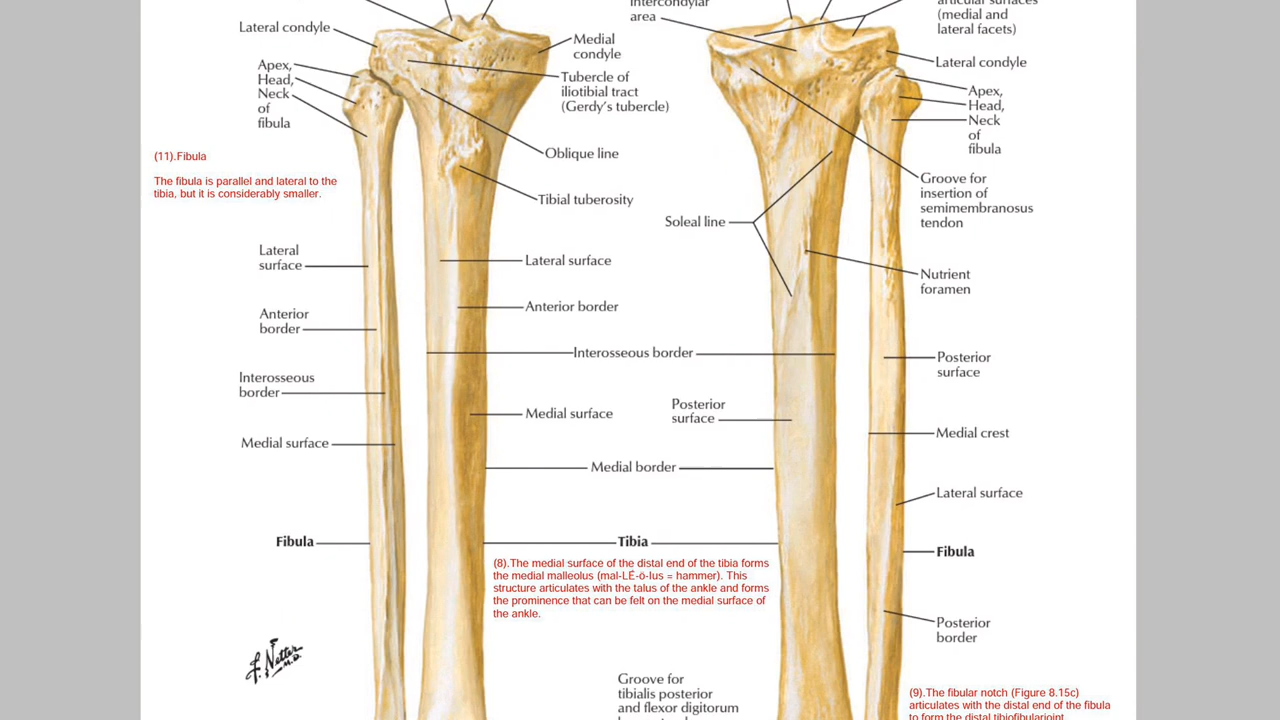 Lateral condyle
Apex,
Head,
Neck
of
fibula
(11).Fibula
The fibula is parallel and lateral to the
tibia, but it is considerably smaller.
Lateral
surface
Anterior
border
Interosseous
border
Medial surface
Fibula
F. Netter
M.D.
Medial
condyle
Tubercle of
iliotibial tract
(Gerdy's tubercle)
Oblique line
Tibial tuberosity
Lateral surface
Anterior border
Interosseous border
Medial surface
Medial border
Tibia
(8).The medial surface of the distal end of the tibia forms
the medial malleolus (mal-LĒ-ō-lus = hammer). This
structure articulates with the talus of the ankle and forms
the prominence that can be felt on the medial surface of
the ankle.
Groove for
tibialis posterior
and flexor digitorum
Intercondylar
area
Soleal line
Posterior
surface
articular surfaces
(medial and
lateral facets)
Lateral condyle
Apex,
Head,
Neck
of
fibula
Groove for
insertion of
semimembranosus
tendon
Nutrient
foramen
Posterior
surface
Medial crest
Lateral surface
Fibula
Posterior
border
(9).The fibular notch (Figure 8.15c)
articulates with the distal end of the fibula
to form the distal tibiofibularjoint